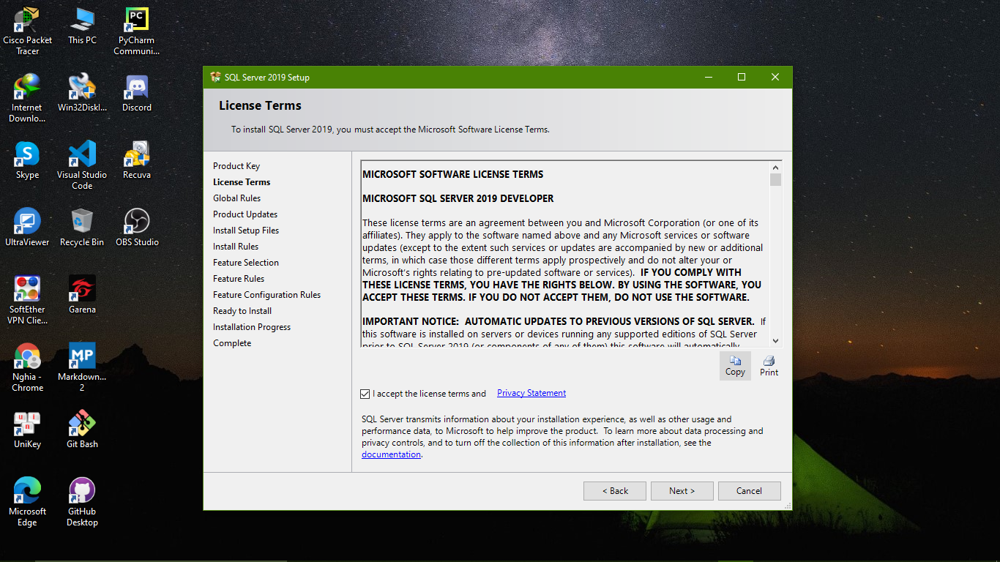 Cisco Packet
Tracer
This PC
PC
PyCharm
Communi...
Internet
Downlo...
Win32DiskI...
Discord
Skype
Visual Studio
Code
Recuva
UltraViewer
Recycle Bin
OBS Studio
SoftEther
VPN Clie...
Garena
Nghia -
Chrome
MP
Markdown...
2
UniKey
Git Bash
Microsoft
Edge
GitHub
Desktop
SQL Server 2019 Setup
License Terms
To install SQL Server 2019, you must accept the Microsoft Software License Terms.
Product Key
License Terms
Global Rules
Product Updates
Install Setup Files
Install Rules
Feature Selection
Feature Rules
Feature Configuration Rules
Ready to Install
Installation Progress
Complete
MICROSOFT SOFTWARE LICENSE TERMS
MICROSOFT SQL SERVER 2019 DEVELOPER
These license terms are an agreement between you and Microsoft Corporation (or one of its
affiliates). They apply to the software named above and any Microsoft services or software
updates (except to the extent such services or updates are accompanied by new or additional
terms, in which case those different terms apply prospectively and do not alter your or
Microsoft's rights relating to pre-updated software or services). IF YOU COMPLY WITH
THESE LICENSE TERMS, YOU HAVE THE RIGHTS BELOW. BY USING THE SOFTWARE, YOU
ACCEPT THESE TERMS. IF YOU DO NOT ACCEPT THEM, DO NOT USE THE SOFTWARE.
IMPORTANT NOTICE: AUTOMATIC UPDATES TO PREVIOUS VERSIONS OF SQL SERVER. If
this software is installed on servers or devices running any supported editions of SQL Server
prior to SQL Server 2019 (or components of any of them) this software will automatically
Copy
Print
I accept the license terms and Privacy Statement
SQL Server transmits information about your installation experience, as well as other usage and
performance data, to Microsoft to help improve the product. To learn more about data processing and
privacy controls, and to turn off the collection of this information after installation, see the
documentation.
< Back
Next >
Cancel